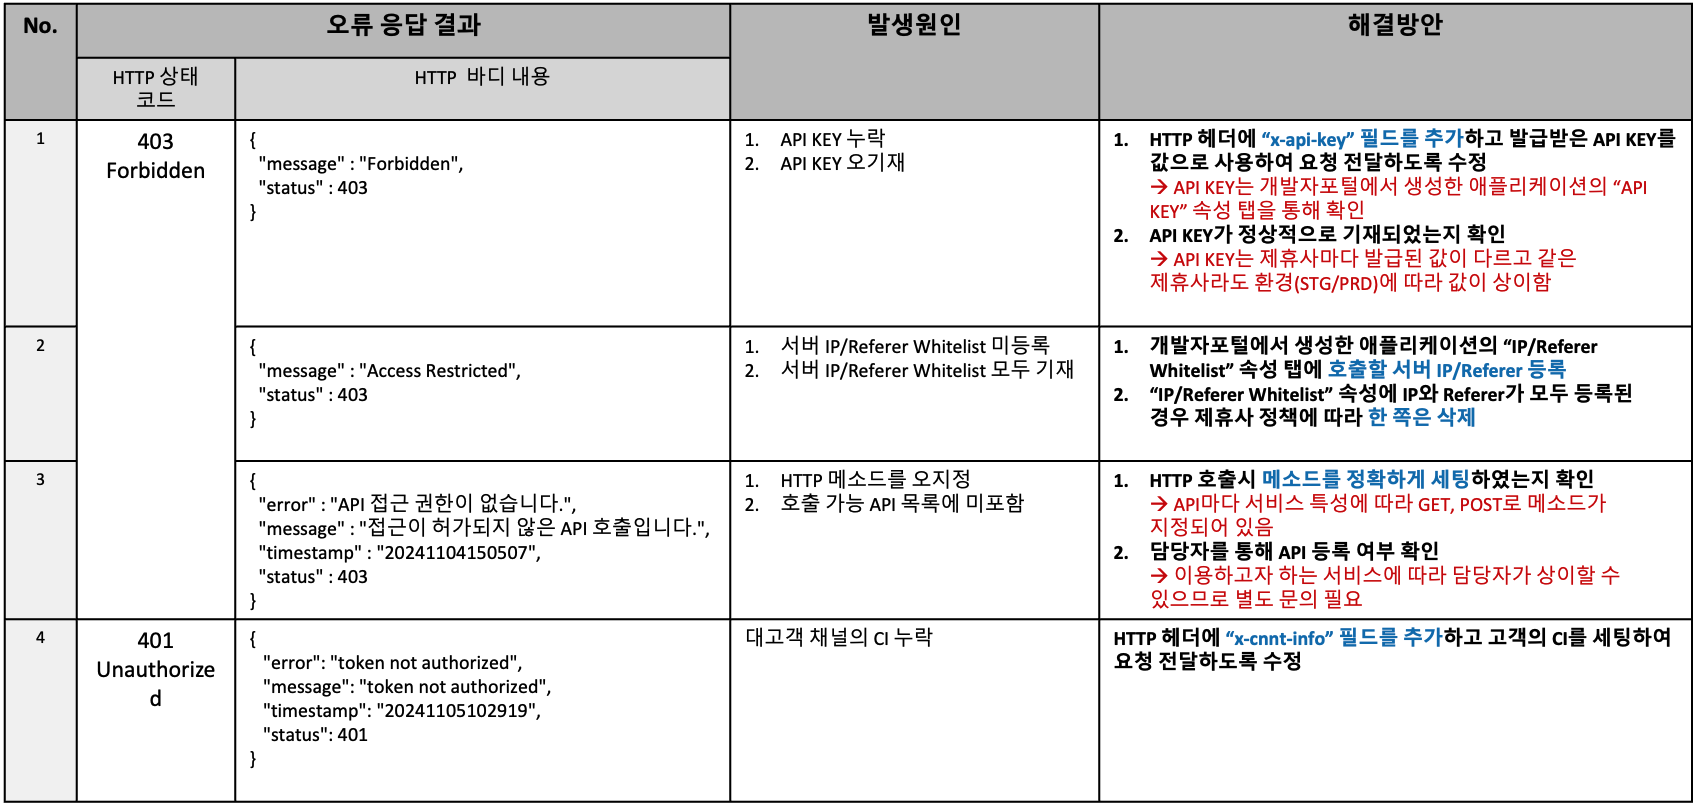 No.
오류 응답 결과
발생원인
해결방안
HTTP 상태
코드
HTTP 바디 내용
1
403
Forbidden
{
"message" : "Forbidden",
"status" : 403
}
1. API KEY 누락
2. API KEY 오기재
1. HTTP 헤더에 “x-api-key” 필드를 추가하고 발급받은 API KEY를
값으로 사용하여 요청 전달하도록 수정
→ API KEY는 개발자포털에서 생성한 애플리케이션의 “API
KEY” 속성 탭을 통해 확인
2. API KEY가 정상적으로 기재되었는지 확인
→ API KEY는 제휴사마다 발급된 값이 다르고 같은
제휴사라도 환경(STG/PRD)에 따라 값이 상이함
2
{
"message" : "Access Restricted",
"status" : 403
}
1. 서버 IP/Referer Whitelist 미등록
2. 서버 IP/Referer Whitelist 모두 기재
1. 개발자포털에서 생성한 애플리케이션의 “IP/Referer
Whitelist” 속성 탭에 호출할 서버 IP/Referer 등록
2. “IP/Referer Whitelist” 속성에 IP와 Referer가 모두 등록된
경우 제휴사 정책에 따라 한 쪽은 삭제
3
{
"error" : "API 접근 권한이 없습니다.",
"message" : "접근이 허가되지 않은 API 호출입니다.",
"timestamp" : "20241104150507",
"status" : 403
}
1. HTTP 메소드를 오지정
2. 호출 가능 API 목록에 미포함
1. HTTP 호출시 메소드를 정확하게 세팅하였는지 확인
→ API마다 서비스 특성에 따라 GET, POST로 메소드가
지정되어 있음
2. 담당자를 통해 API 등록 여부 확인
→ 이용하고자 하는 서비스에 따라 담당자가 상이할 수
있으므로 별도 문의 필요
4
401
Unauthorize
d
{
"error": "token not authorized",
"message": "token not authorized",
"timestamp": "20241105102919",
"status": 401
}
대고객 채널의 CI 누락
HTTP 헤더에 “x-cnnt-info” 필드를 추가하고 고객의 CI를 세팅하여
요청 전달하도록 수정